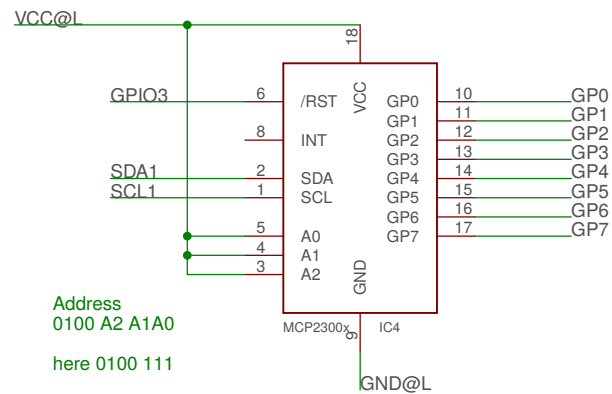 VCC@L
18
GPIO3 6 /RST VCC GP0 10 GP0
GP1 11 GP1
8 INT GP2 12 GP2
GP3 13 GP3
SDA1 2 SDA GP4 14 GP4
SCL1 1 SCL GP5 15 GP5
GP6 16 GP6
5 A0 GP7 17 GP7
4 A1
3 A2 GND
Address
0100 A2 A1A0
MCP2300x 9 IC4
here 0100 111
GND@L